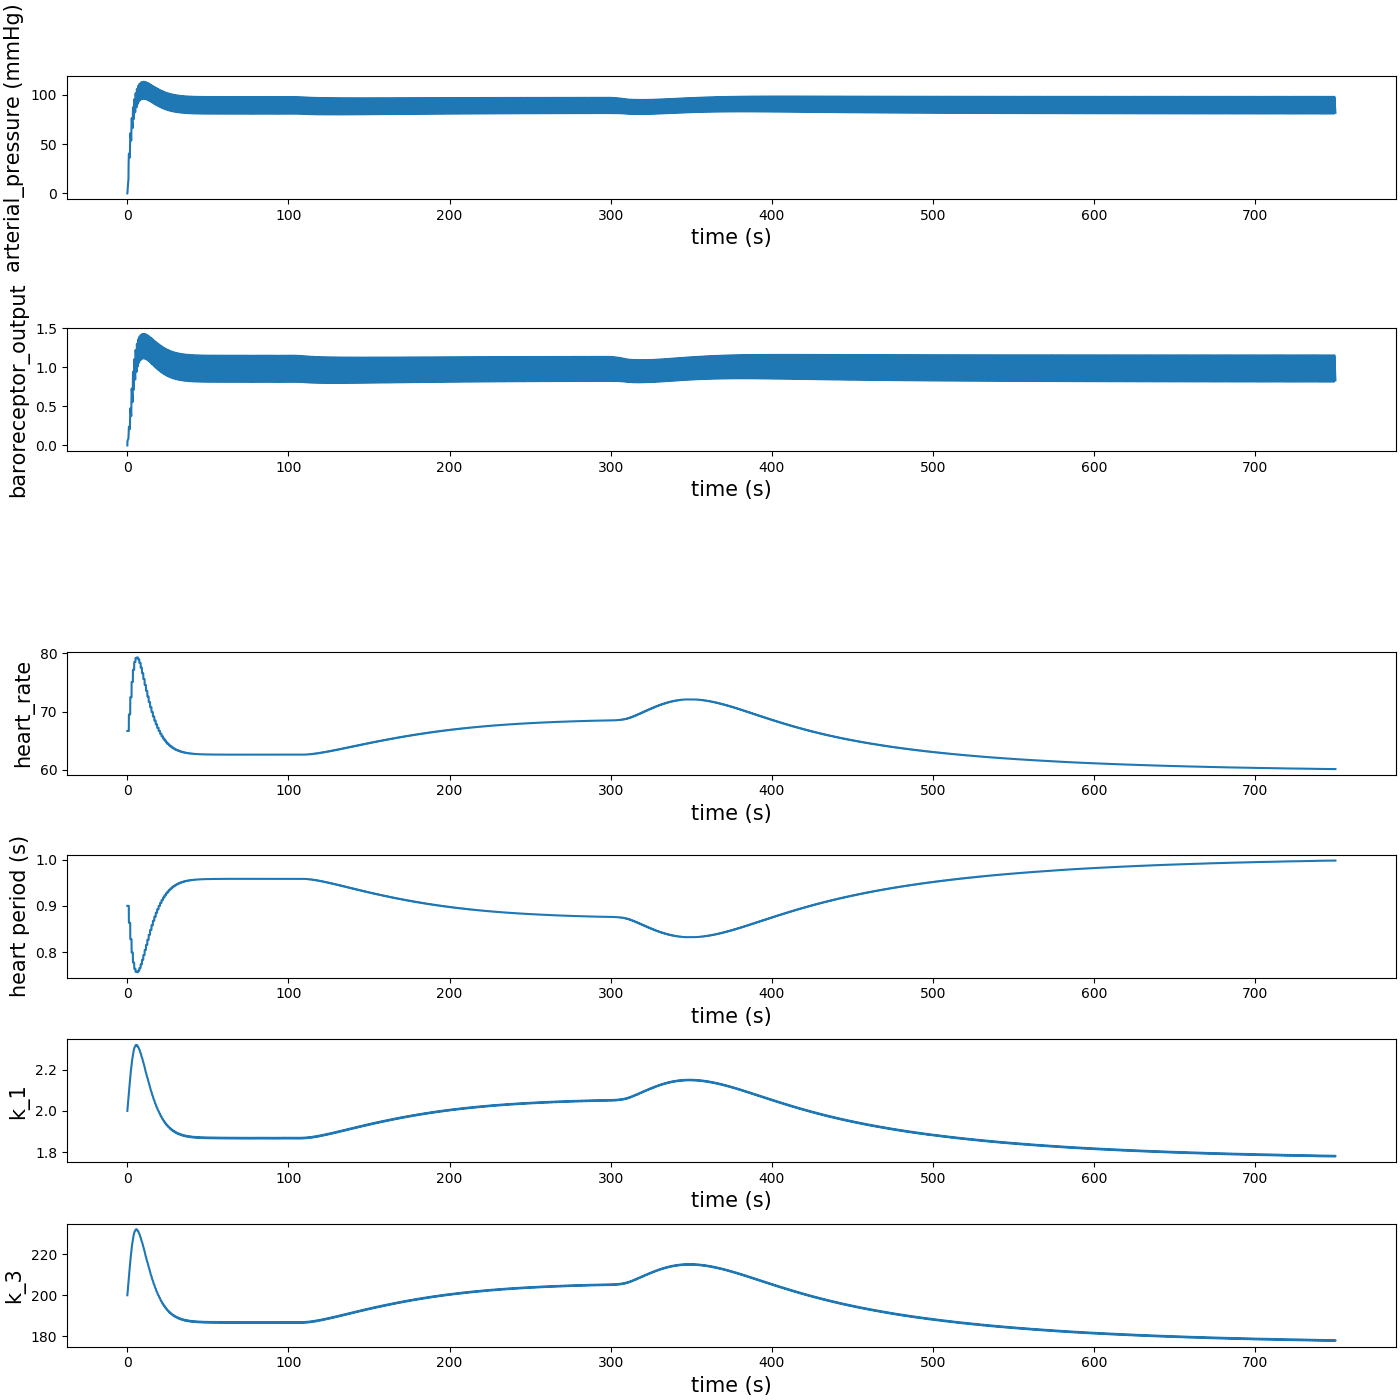 arterial_pressure (mmHg)
100
50
0
0 100 200 300 400 500 600 700
time (s)
baroreceptor_output
1.5
1.0
0.5
0.0
0 100 200 300 400 500 600 700
time (s)
heart_rate
80
70
60
0 100 200 300 400 500 600 700
time (s)
heart period (s)
1.0
0.9
0.8
0 100 200 300 400 500 600 700
time (s)
k_1
2.2
2.0
1.8
0 100 200 300 400 500 600 700
time (s)
k_3
220
200
180
0 100 200 300 400 500 600 700
time (s)